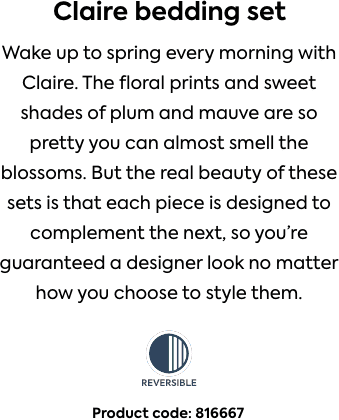 Claire bedding set
Wake up to spring every morning with
Claire. The floral prints and sweet
shades of plum and mauve are so
pretty you can almost smell the
blossoms. But the real beauty of these
sets is that each piece is designed to
complement the next, so you're
guaranteed a designer look no matter
how you choose to style them.
REVERSIBLE
Product code: 816667